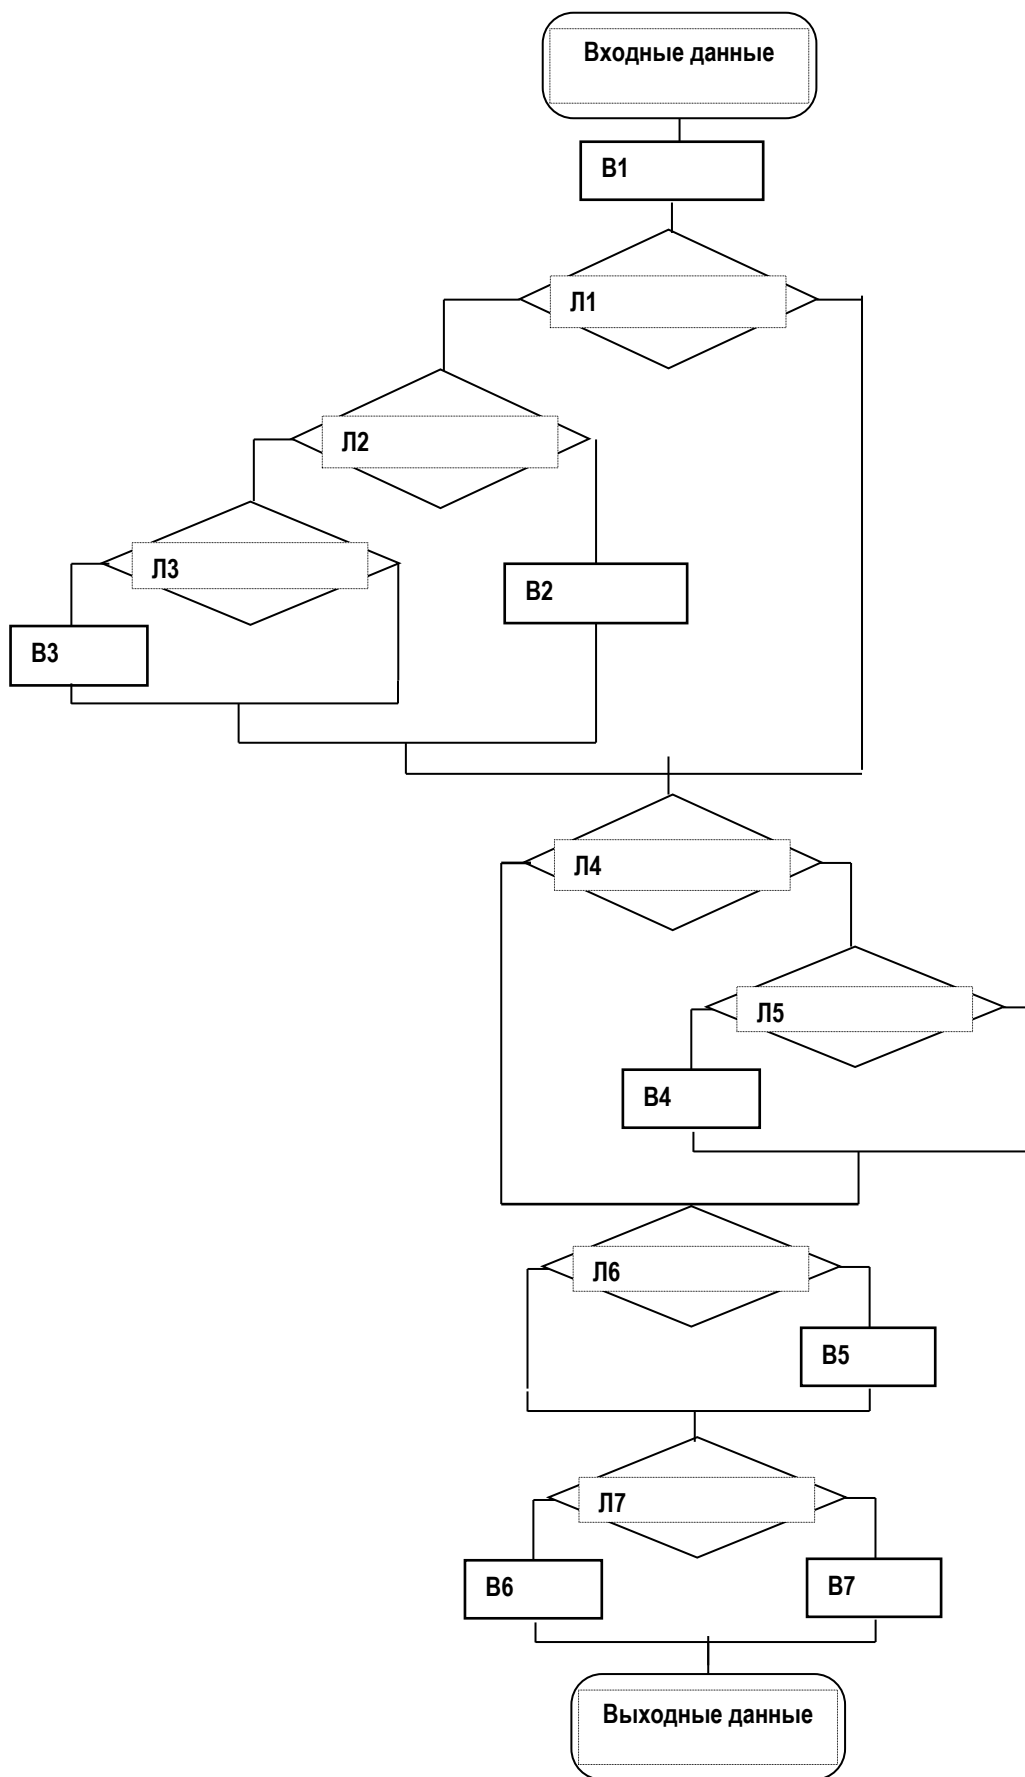 Входные данные
В1
Л1
Л2
Л3
В2
В3
Л4
Л5
В4
Л6
В5
Л7
В6
В7
Выходные данные